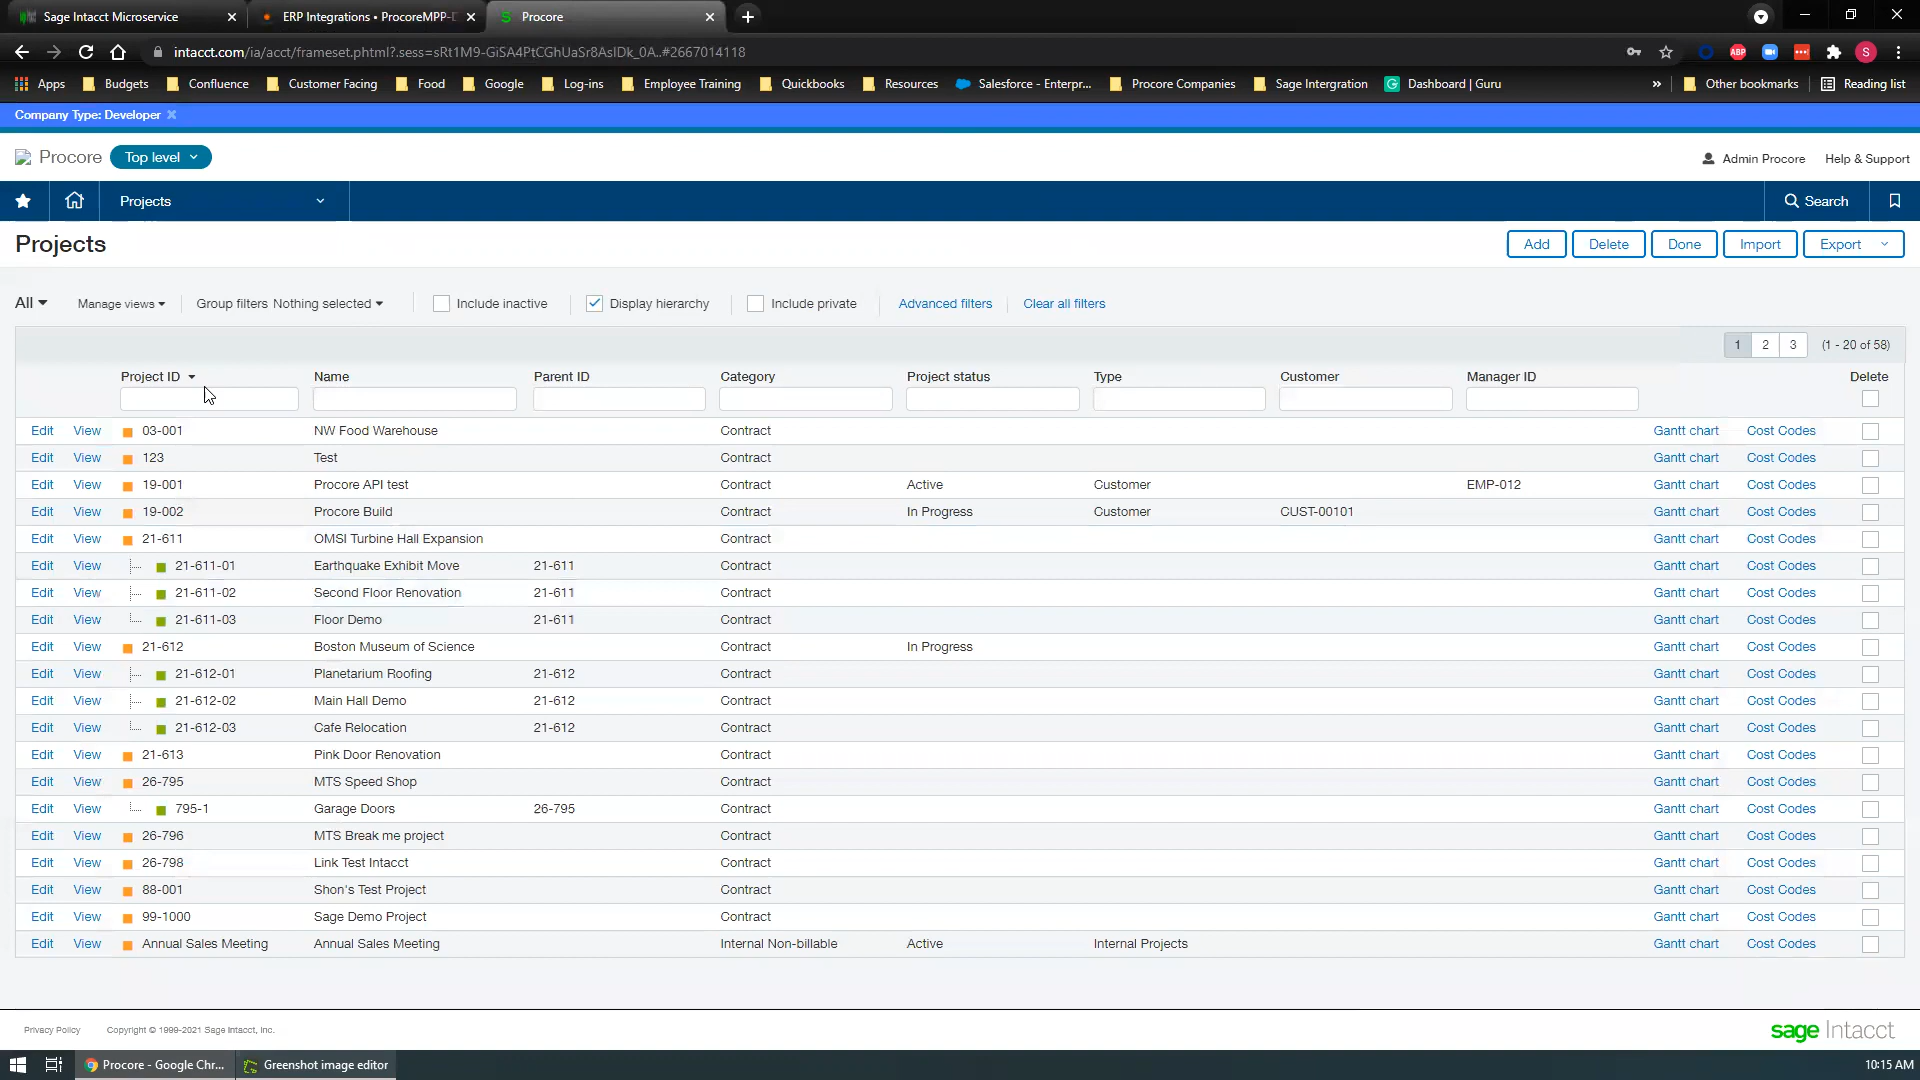 Sage Intacct Microservice
ERP Integrations • ProcoreMPP-D
Procore
intacct.com/ia/acct/frameset.phtml?.sess=sRt1M9-GiSA4PtCGhUaSr8AsIDk_0A..#2667014118
ABP
S
Apps Budgets Confluence Customer Facing Food Google Log-ins Employee Training Quickbooks Resources Salesforce - Enterpr... Procore Companies Sage Intergration Dashboard | Guru » Other bookmarks Reading list
Company Type: Developer
Procore Top level Admin Procore Help & Support
Projects Search
Projects Add Delete Done Import Export
All Manage views Group filters Nothing selected Include inactive Display hierarchy Include private Advanced filters Clear all filters
1 2 3 (1 - 20 of 58)
Project ID Name Parent ID Category Project status Type Customer Manager ID Delete
Edit View 03-001 NW Food Warehouse Contract Gantt chart Cost Codes
Edit View 123 Test Contract Gantt chart Cost Codes
Edit View 19-001 Procore API test Contract Active Customer EMP-012 Gantt chart Cost Codes
Edit View 19-002 Procore Build Contract In Progress Customer CUST-00101 Gantt chart Cost Codes
Edit View 21-611 OMSI Turbine Hall Expansion Contract Gantt chart Cost Codes
Edit View 21-611-01 Earthquake Exhibit Move 21-611 Contract Gantt chart Cost Codes
Edit View 21-611-02 Second Floor Renovation 21-611 Contract Gantt chart Cost Codes
Edit View 21-611-03 Floor Demo 21-611 Contract Gantt chart Cost Codes
Edit View 21-612 Boston Museum of Science Contract In Progress Gantt chart Cost Codes
Edit View 21-612-01 Planetarium Roofing 21-612 Contract Gantt chart Cost Codes
Edit View 21-612-02 Main Hall Demo 21-612 Contract Gantt chart Cost Codes
Edit View 21-612-03 Cafe Relocation 21-612 Contract Gantt chart Cost Codes
Edit View 21-613 Pink Door Renovation Contract Gantt chart Cost Codes
Edit View 26-795 MTS Speed Shop Contract Gantt chart Cost Codes
Edit View 795-1 Garage Doors 26-795 Contract Gantt chart Cost Codes
Edit View 26-796 MTS Break me project Contract Gantt chart Cost Codes
Edit View 26-798 Link Test Intacct Contract Gantt chart Cost Codes
Edit View 88-001 Shon's Test Project Contract Gantt chart Cost Codes
Edit View 99-1000 Sage Demo Project Contract Gantt chart Cost Codes
Edit View Annual Sales Meeting Annual Sales Meeting Internal Non-billable Active Internal Projects Gantt chart Cost Codes
Privacy Policy Copyright © 1999-2021 Sage Intacct, Inc. sage Intacct
Procore - Google Chr... Greenshot image editor 10:15 AM